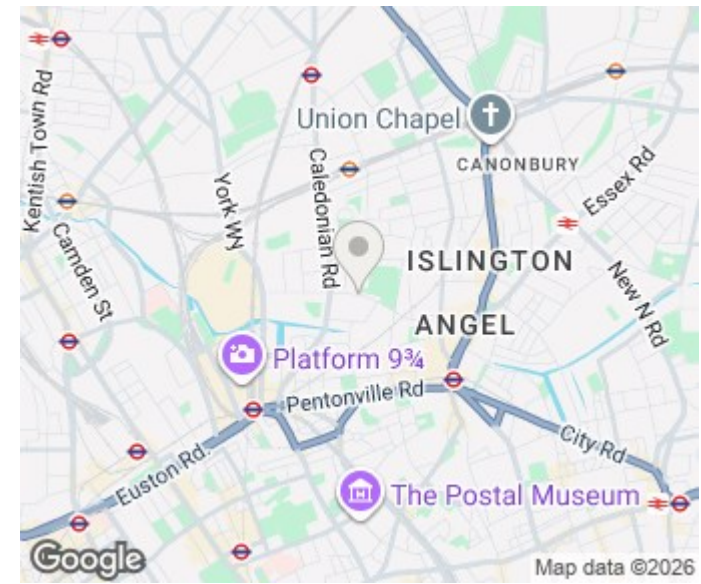 Kentish Town Rd
Union Chapel
CANONBURY
Caledonian Rd
York Wy
Essex Rd
Camden St
ISLINGTON
New N Rd
ANGEL
Platform 9¾
Pentonville Rd
City Rd
Euston Rd
The Postal Museum
Google
Map data ©2026